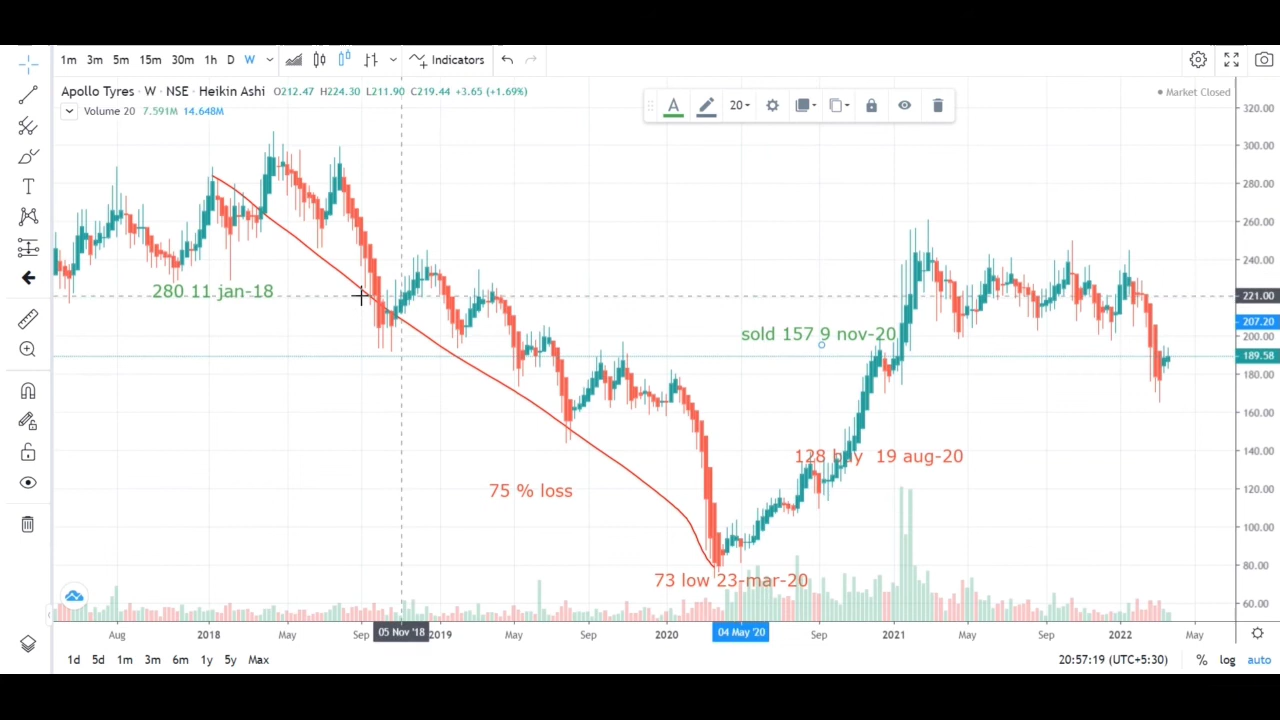 1m 3m 5m 15m 30m 1h D W Indicators
Apollo Tyres · W · NSE · Heikin Ashi O212.47 H224.30 L211.90 C219.44 +3.65 (+1.69%)
Volume 20 7.591M 14.648M
A 20
Market Closed
320.00
300.00
280.00
260.00
240.00
280 11 jan-18
221.00
207.20
sold 157 9 nov-20
200.00
189.58
180.00
160.00
128 buy 19 aug-20
140.00
75 % loss
120.00
100.00
80.00
73 low 23-mar-20
60.00
Aug 2018 May Sep 05 Nov '18 2019 May Sep 2020 04 May '20 Sep 2021 May Sep 2022 May
1d 5d 1m 3m 6m 1y 5y Max 20:57:19 (UTC+5:30) % log auto